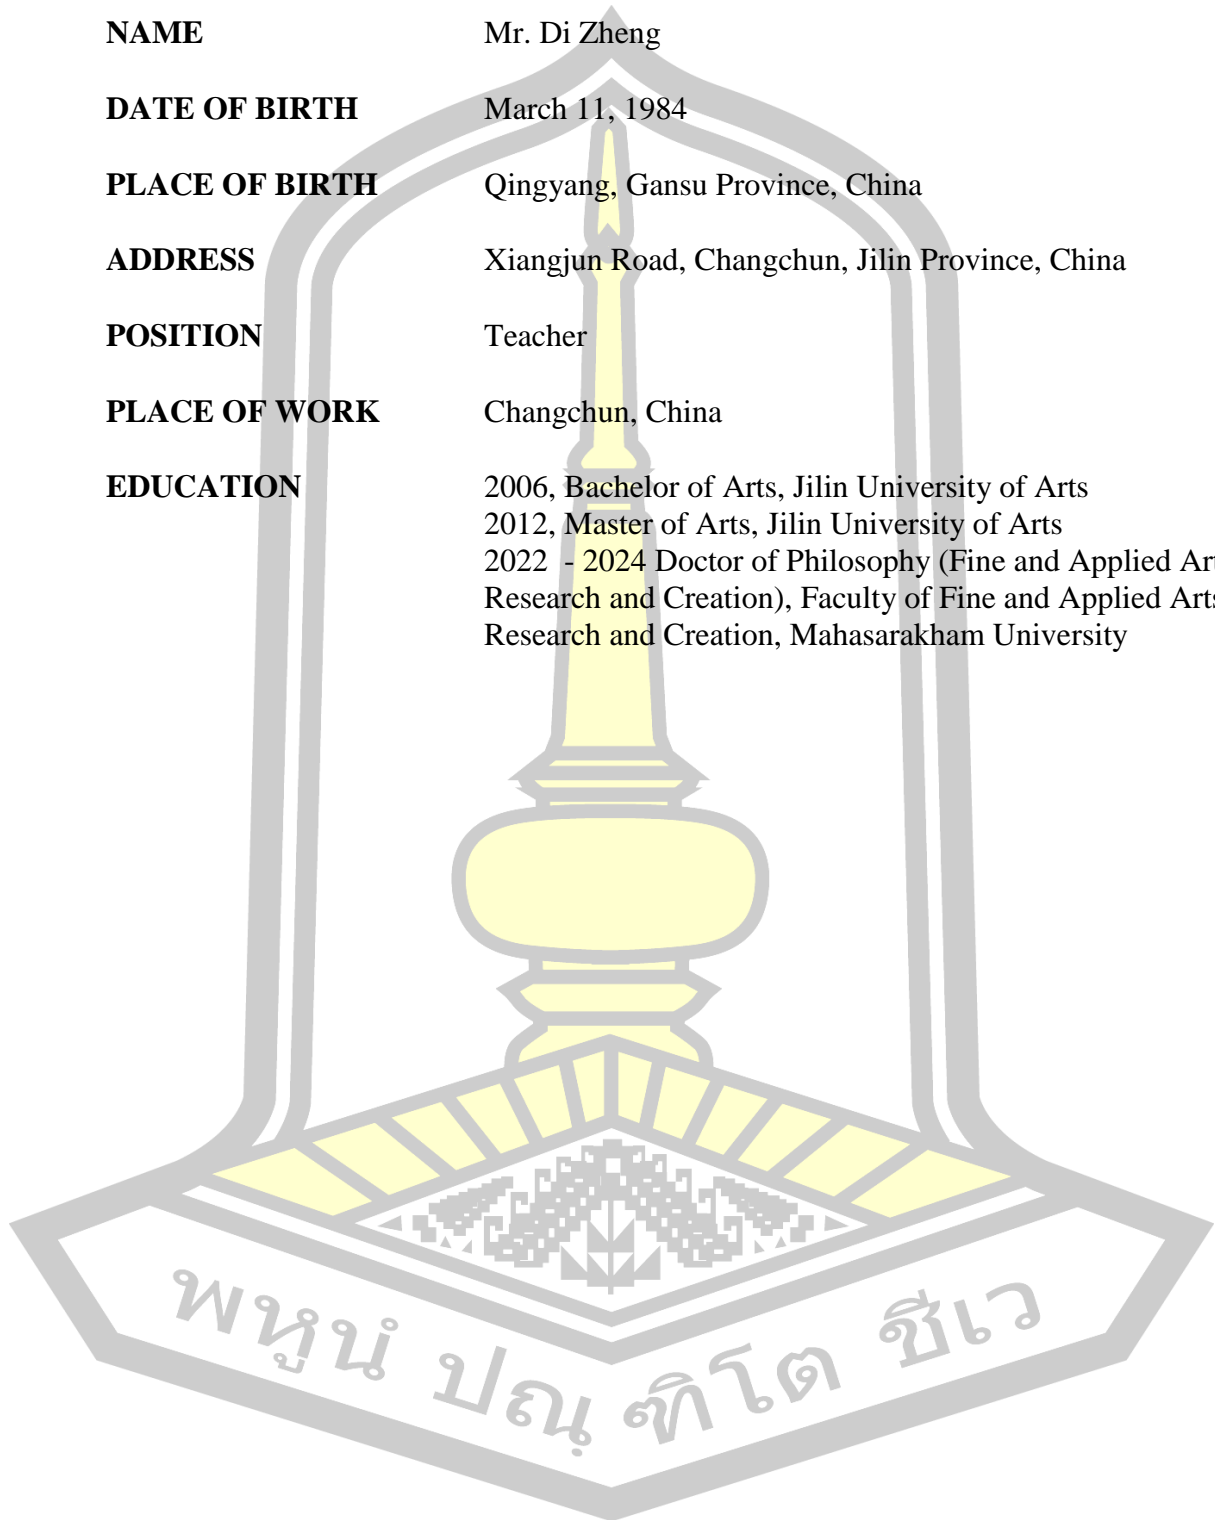 NAME Mr. Di Zheng
DATE OF BIRTH March 11, 1984
PLACE OF BIRTH Qingyang, Gansu Province, China
ADDRESS Xiangjun Road, Changchun, Jilin Province, China
POSITION Teacher
PLACE OF WORK Changchun, China
EDUCATION 2006, Bachelor of Arts, Jilin University of Arts
2012, Master of Arts, Jilin University of Arts
2022 - 2024 Doctor of Philosophy (Fine and Applied Art
Research and Creation), Faculty of Fine and Applied Arts
Research and Creation, Mahasarakham University
พหูนํ ปณฺฑิโต ชีเว